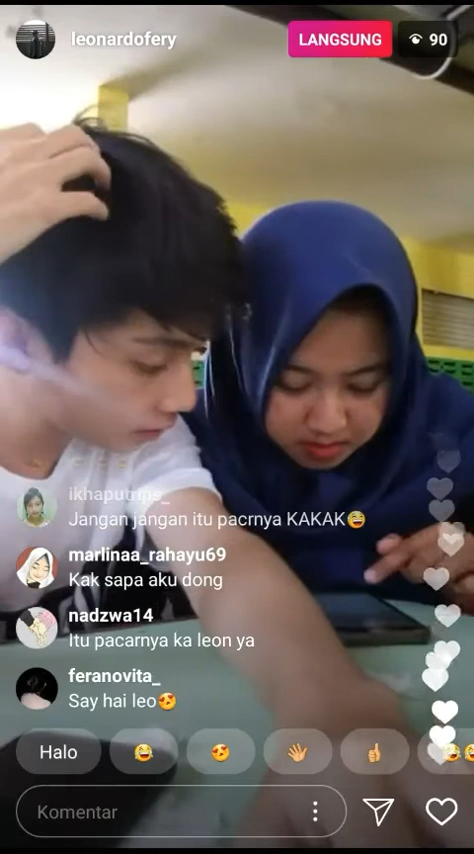 leonardofery
LANGSUNG
90
ikhaputrins_
Jangan jangan itu pacrnya KAKAK😅
marlinaa_rahayu69
Kak sapa aku dong
nadzwa14
Itu pacarnya ka leon ya
feranovita_
Say hai leo😍
Halo 😂 😍 👋 👍
Komentar